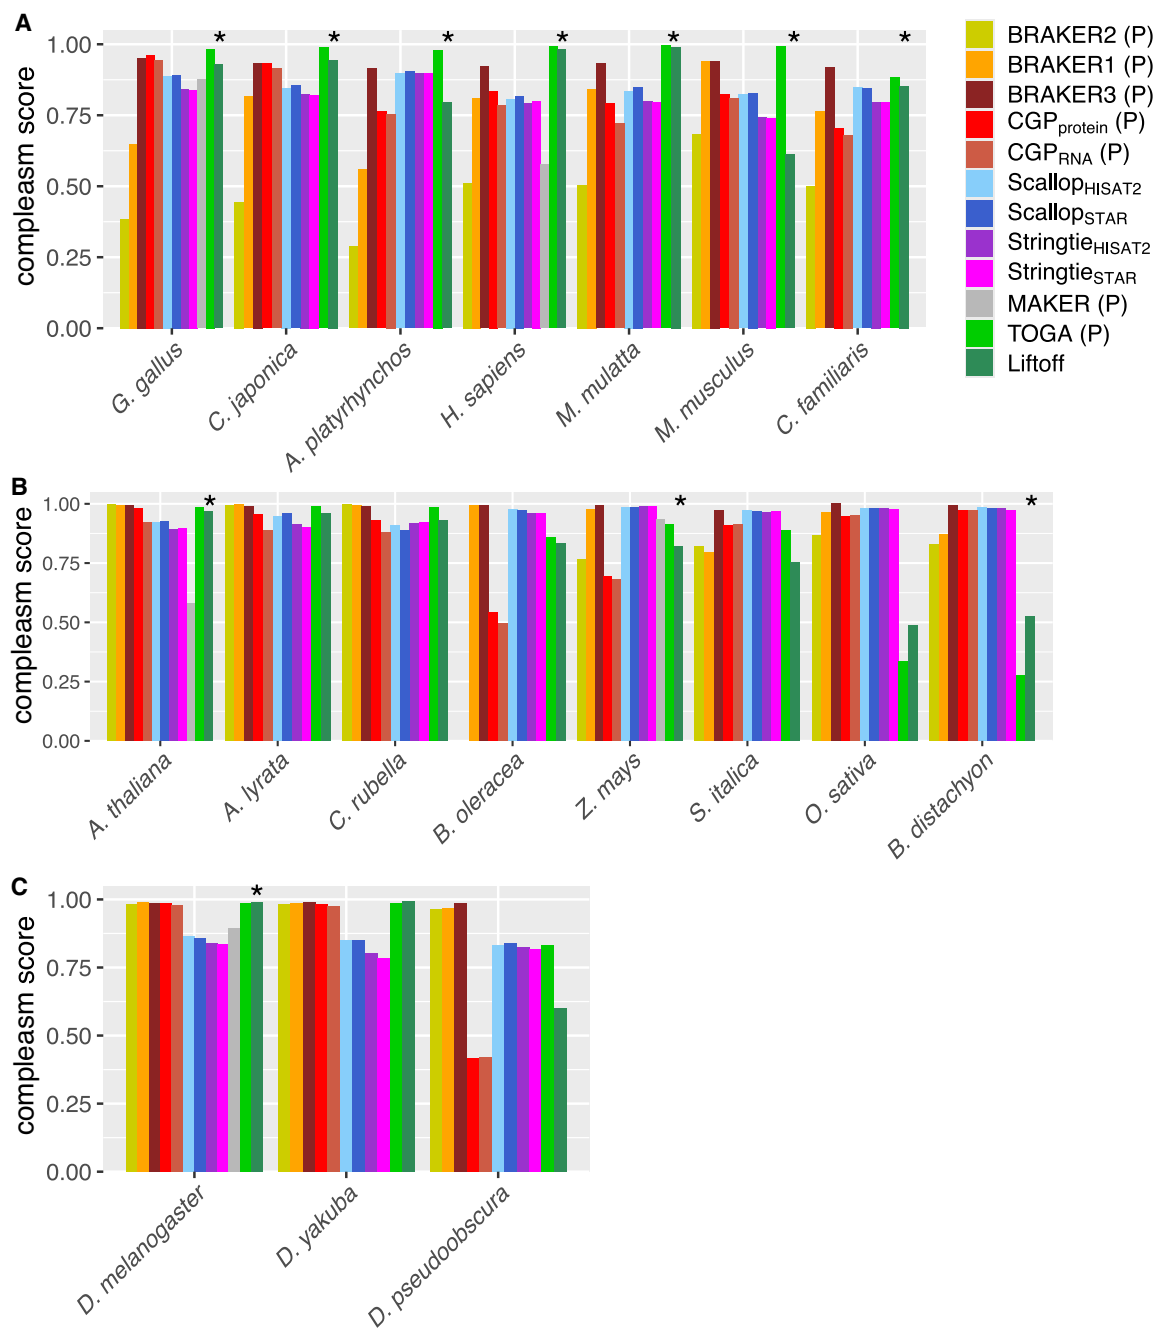 A
compleasm score
1.00
0.75
0.50
0.25
0.00
* * * * * * *
G. gallus
C. japonica
A. platyrhynchos
H. sapiens
M. mulatta
M. musculus
C. familiaris
BRAKER2 (P)
BRAKER1 (P)
BRAKER3 (P)
CGPprotein (P)
CGPRNA (P)
ScallopHISAT2
ScallopSTAR
StringtieHISAT2
StringtieSTAR
MAKER (P)
TOGA (P)
Liftoff
B
compleasm score
1.00
0.75
0.50
0.25
0.00
* * *
A. thaliana
A. lyrata
C. rubella
B. oleracea
Z. mays
S. italica
O. sativa
B. distachyon
C
compleasm score
1.00
0.75
0.50
0.25
0.00
*
D. melanogaster
D. yakuba
D. pseudoobscura